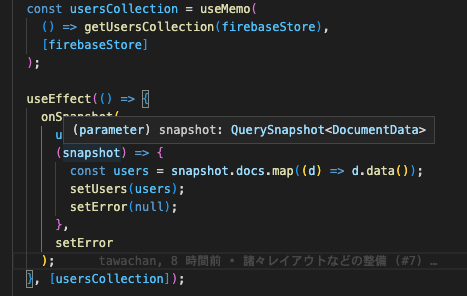 const usersCollection = useMemo(
() => getUsersCollection(firebaseStore),
[firebaseStore]
);
useEffect(() => {
onSnapshot(
(parameter) snapshot: QuerySnapshot<DocumentData>
(snapshot) => {
const users = snapshot.docs.map((d) => d.data());
setUsers(users);
setError(null);
},
setError
); tawachan, 8 時間前 • 諸々レイアウトなどの整備 (#7) …
}, [usersCollection]);